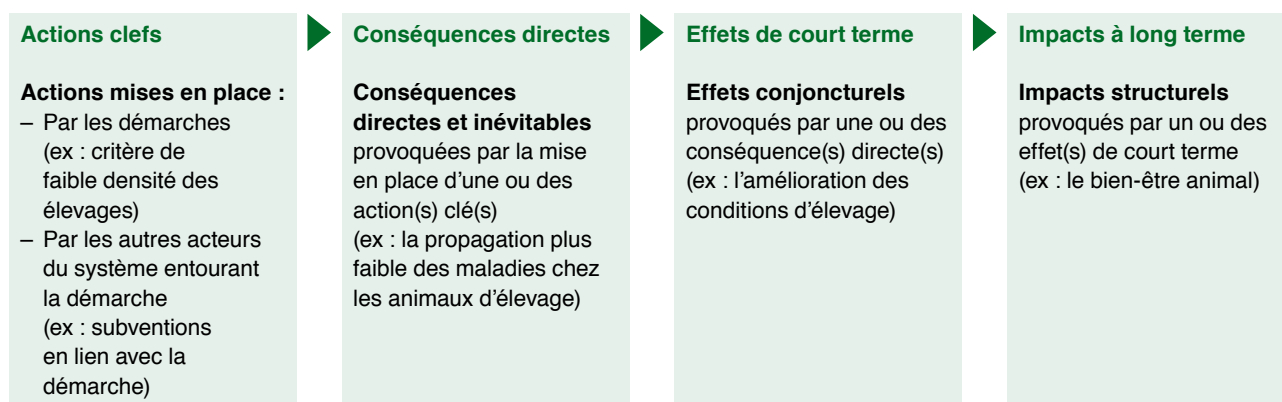 Actions clefs
Actions mises en place :
– Par les démarches
(ex : critère de
faible densité des
élevages)
– Par les autres acteurs
du système entourant
la démarche
(ex : subventions
en lien avec la
démarche)
Conséquences directes
Conséquences
directes et inévitables
provoquées par la mise
en place d’une ou des
action(s) clé(s)
(ex : la propagation plus
faible des maladies chez
les animaux d’élevage)
Effets de court terme
Effets conjoncturels
provoqués par une ou des
conséquence(s) directe(s)
(ex : l’amélioration des
conditions d’élevage)
Impacts à long terme
Impacts structurels
provoqués par un ou des
effet(s) de court terme
(ex : le bien-être animal)